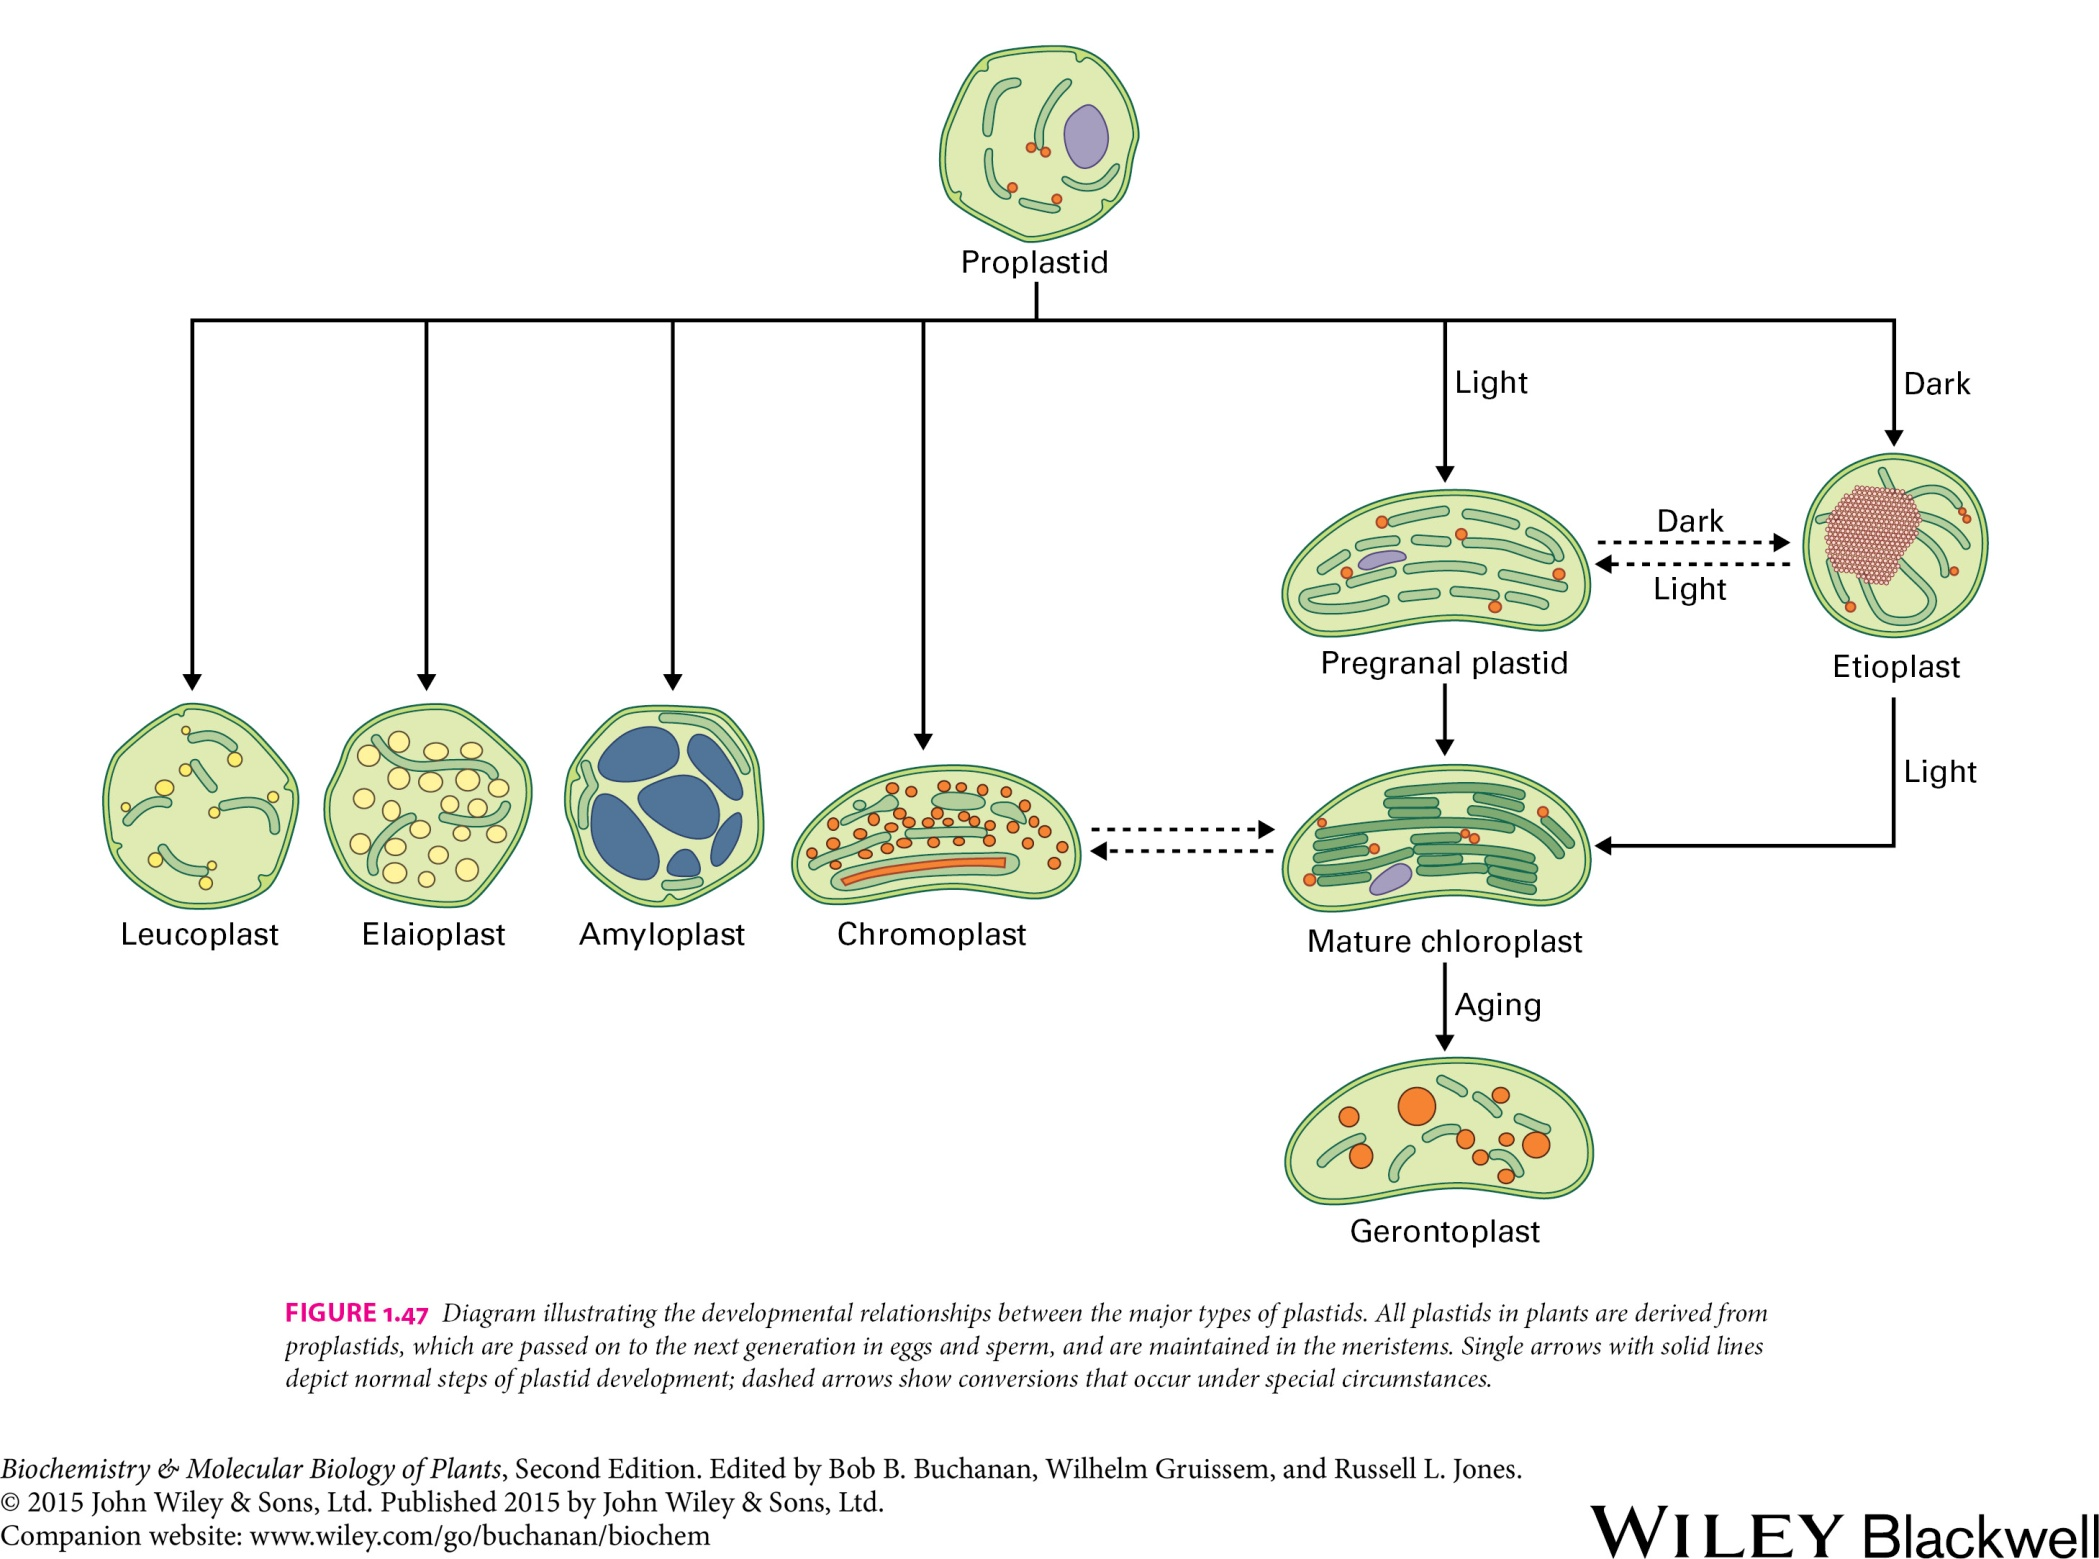 Proplastid
Light
Dark
Dark
Light
Pregranal plastid
Etioplast
Light
Leucoplast
Elaioplast
Amyloplast
Chromoplast
Mature chloroplast
Aging
Gerontoplast
FIGURE 1.47 Diagram illustrating the developmental relationships between the major types of plastids. All plastids in plants are derived from
proplastids, which are passed on to the next generation in eggs and sperm, and are maintained in the meristems. Single arrows with solid lines
depict normal steps of plastid development; dashed arrows show conversions that occur under special circumstances.
Biochemistry & Molecular Biology of Plants, Second Edition. Edited by Bob B. Buchanan, Wilhelm Gruissem, and Russell L. Jones.
© 2015 John Wiley & Sons, Ltd. Published 2015 by John Wiley & Sons, Ltd.
Companion website: www.wiley.com/go/buchanan/biochem
WILEY Blackwell